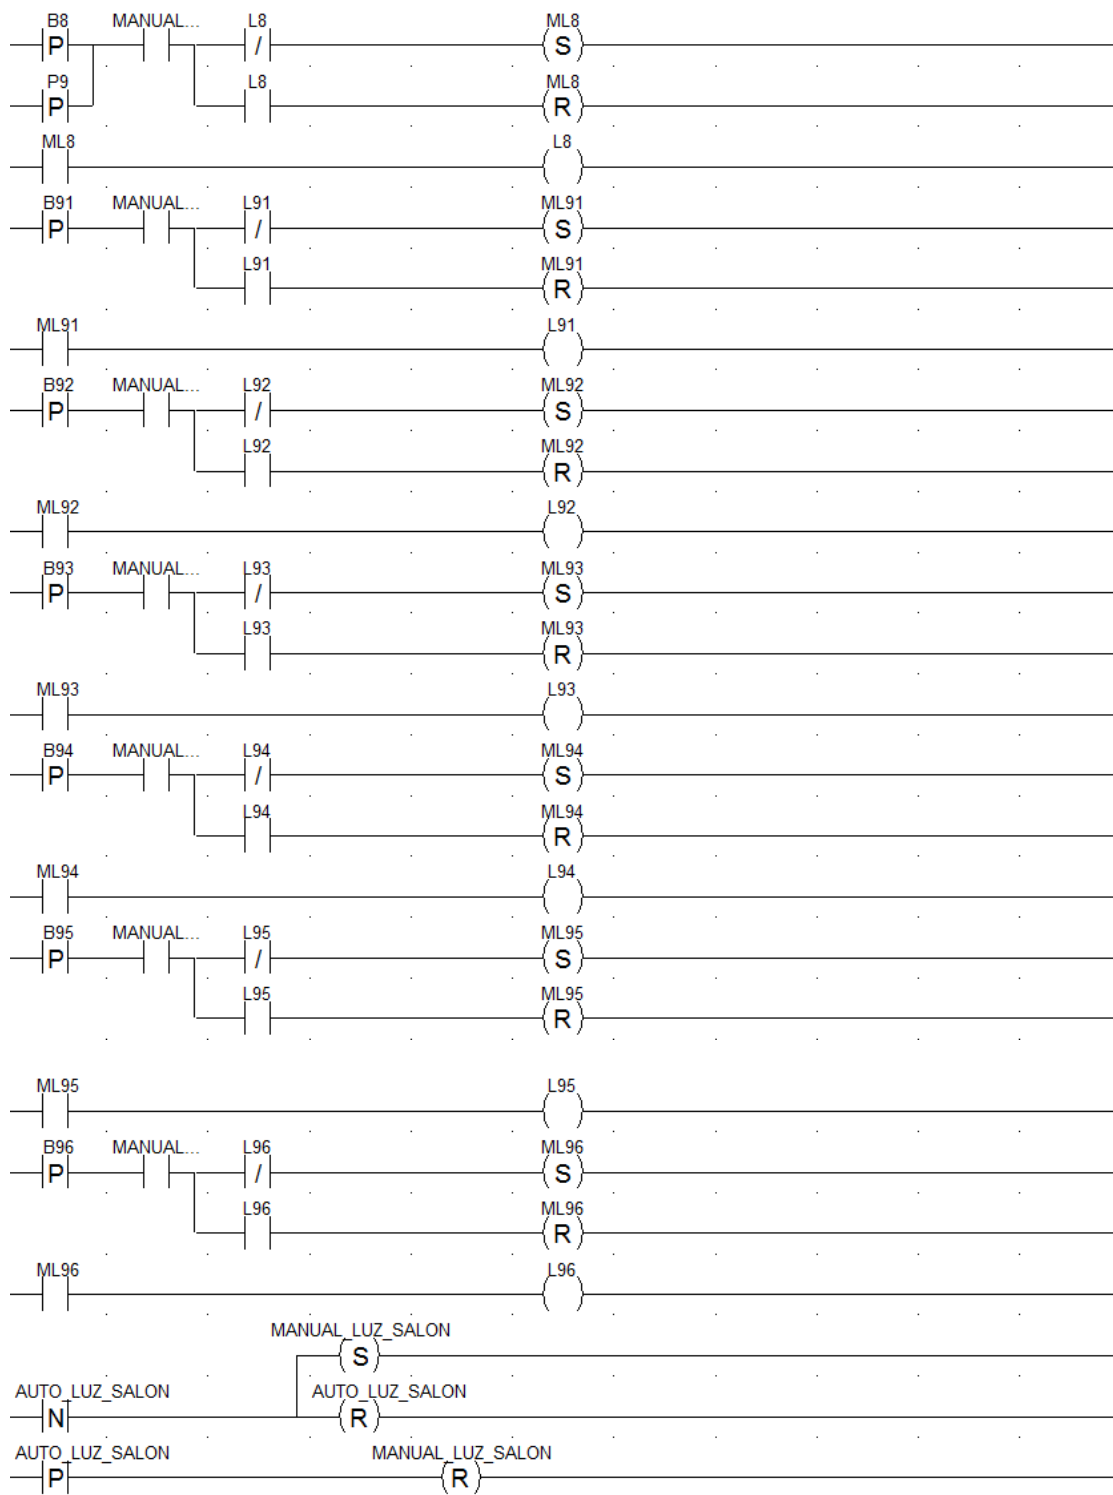 B8 MANUAL... L8 ML8
P / S
P9 L8 ML8
P R
ML8 L8
B91 MANUAL... L91 ML91
P / S
L91 ML91
R
ML91 L91
B92 MANUAL... L92 ML92
P / S
L92 ML92
R
ML92 L92
B93 MANUAL... L93 ML93
P / S
L93 ML93
R
ML93 L93
B94 MANUAL... L94 ML94
P / S
L94 ML94
R
ML94 L94
B95 MANUAL... L95 ML95
P / S
L95 ML95
R
ML95 L95
B96 MANUAL... L96 ML96
P / S
L96 ML96
R
ML96 L96
MANUAL_LUZ_SALON
S
AUTO_LUZ_SALON AUTO_LUZ_SALON
N R
AUTO_LUZ_SALON MANUAL_LUZ_SALON
P R